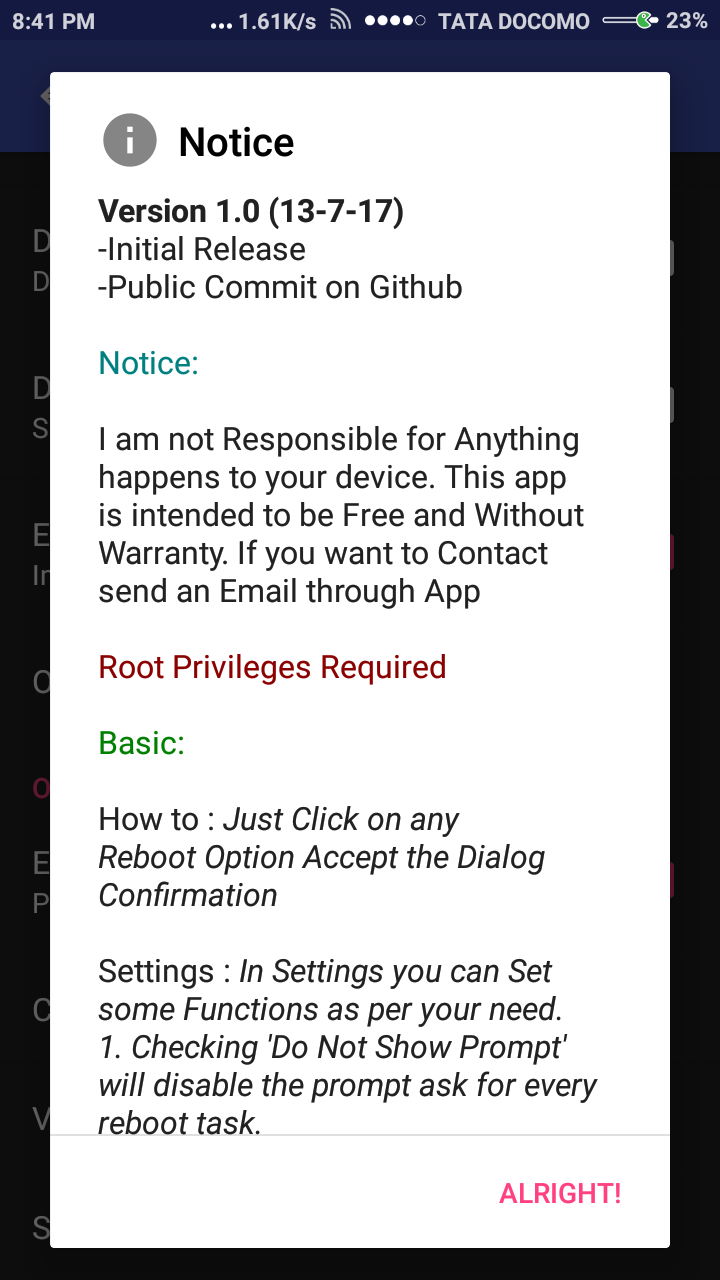 8:41 PM ... 1.61K/s TATA DOCOMO 23%
Notice
Version 1.0 (13-7-17)
-Initial Release
-Public Commit on Github
Notice:
I am not Responsible for Anything
happens to your device. This app
is intended to be Free and Without
Warranty. If you want to Contact
send an Email through App
Root Privileges Required
Basic:
How to : Just Click on any
Reboot Option Accept the Dialog
Confirmation
Settings : In Settings you can Set
some Functions as per your need.
1. Checking 'Do Not Show Prompt'
will disable the prompt ask for every
reboot task.
ALRIGHT!